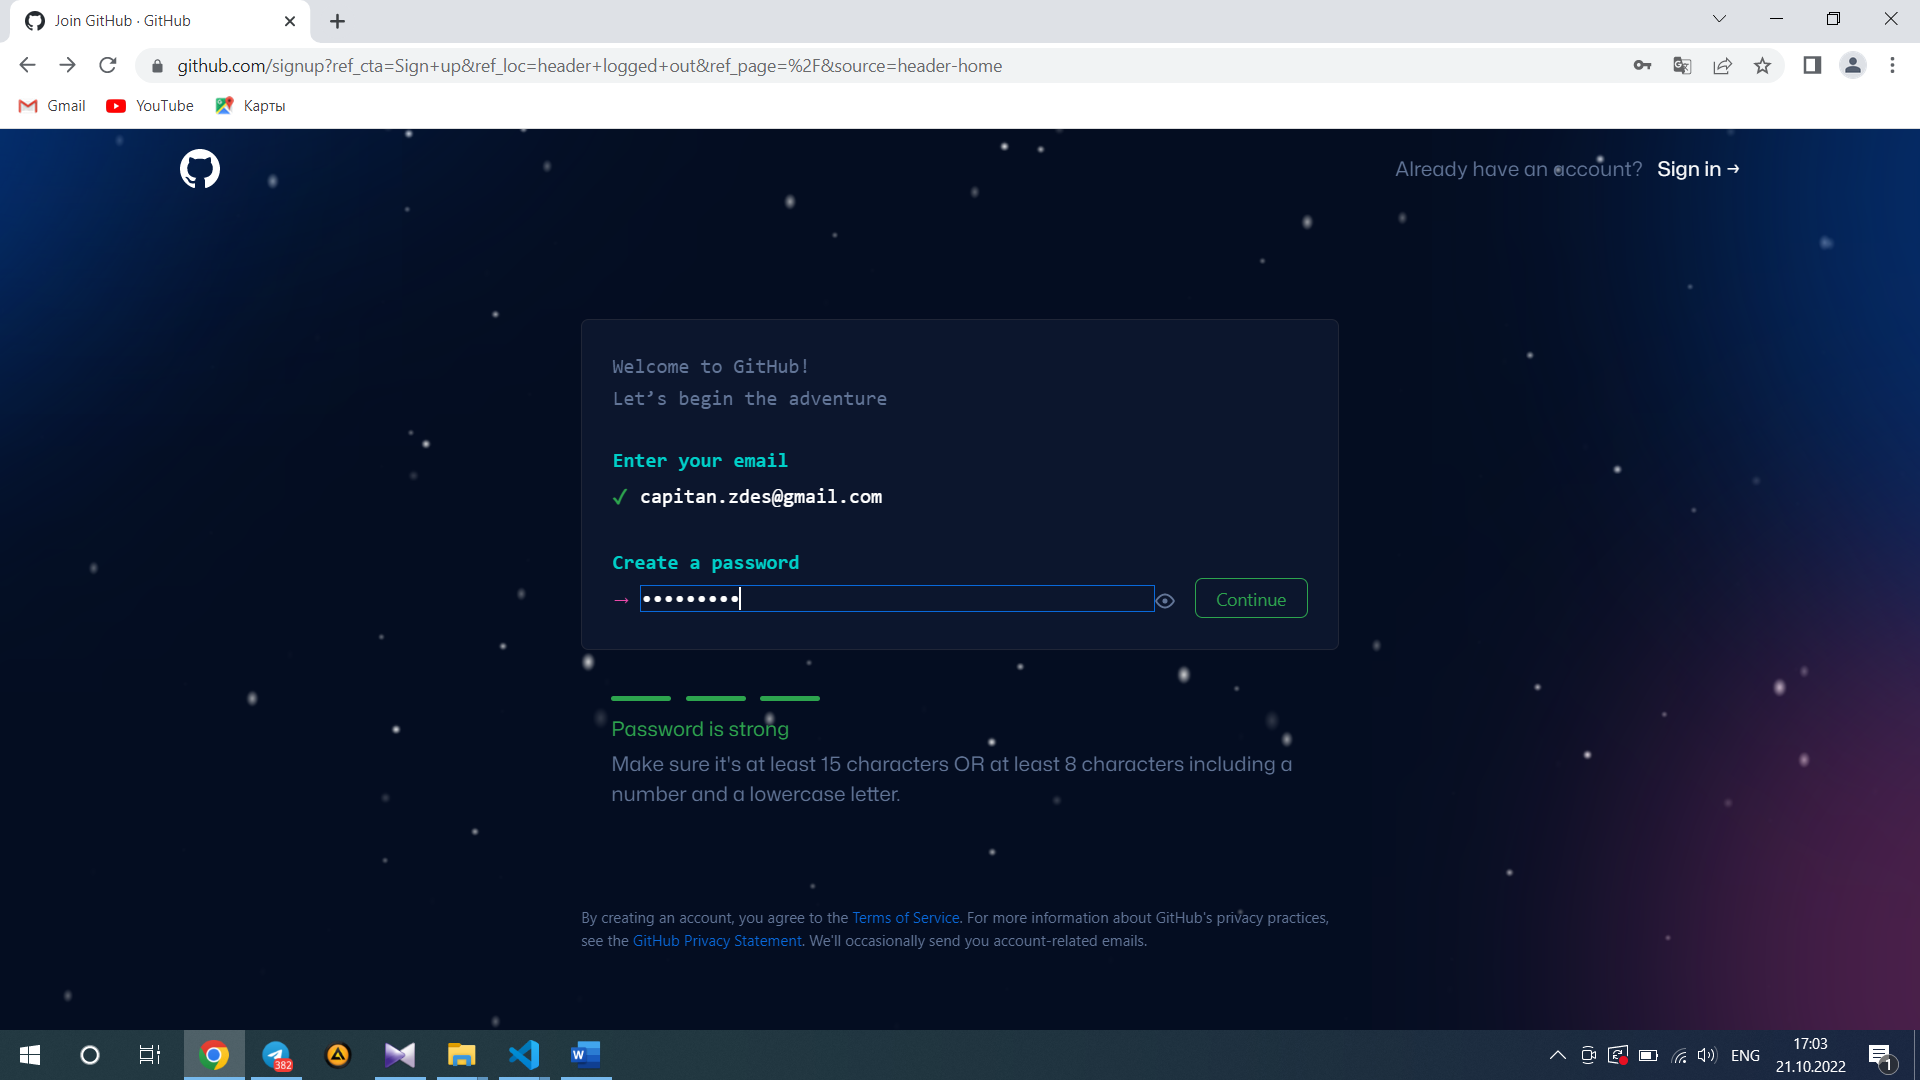 Join GitHub · GitHub
github.com/signup?ref_cta=Sign+up&ref_loc=header+logged+out&ref_page=%2F&source=header-home
Gmail
YouTube
Карты
Already have an account? Sign in →
Welcome to GitHub!
Let’s begin the adventure
Enter your email
✓ capitan.zdes@gmail.com
Create a password
→ •••••••••
Continue
Password is strong
Make sure it's at least 15 characters OR at least 8 characters including a
number and a lowercase letter.
By creating an account, you agree to the Terms of Service. For more information about GitHub's privacy practices,
see the GitHub Privacy Statement. We'll occasionally send you account-related emails.
382
W
ENG
17:03
21.10.2022
1